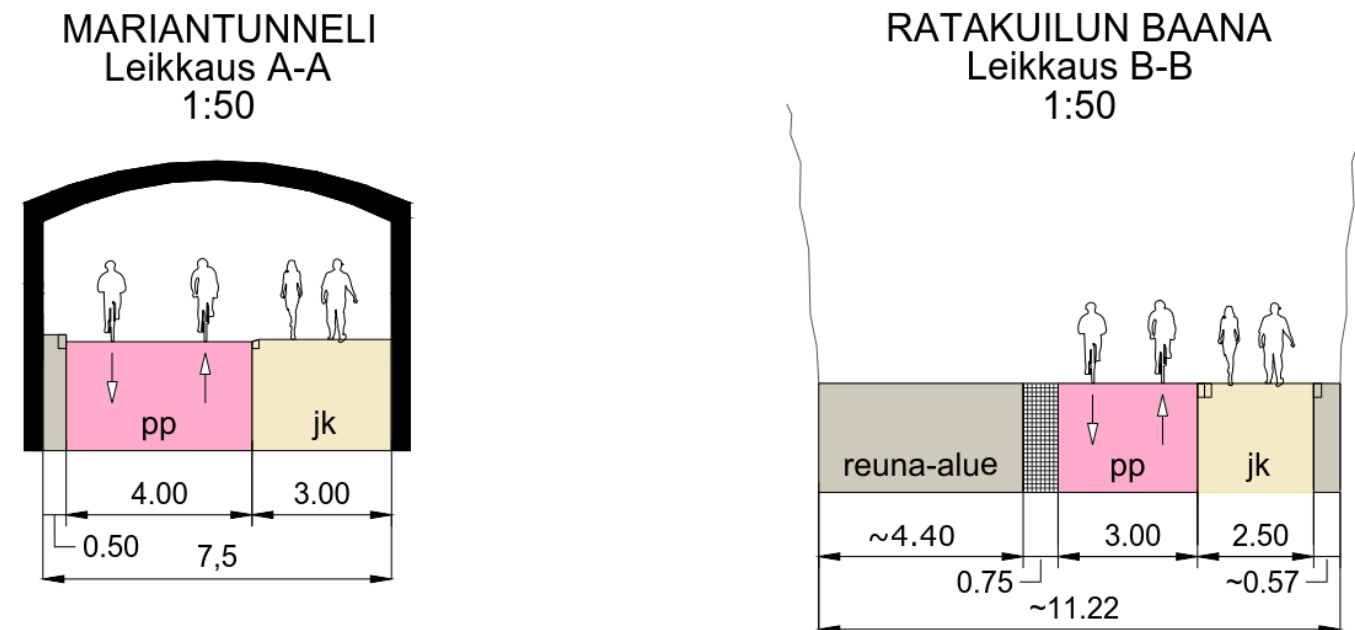 MARIANTUNNELI
Leikkaus A-A
1:50
pp
jk
4.00
3.00
0.50
7,5
RATAKUILUN BAANA
Leikkaus B-B
1:50
reuna-alue
pp
jk
~4.40
3.00
2.50
0.75
~0.57
~11.22